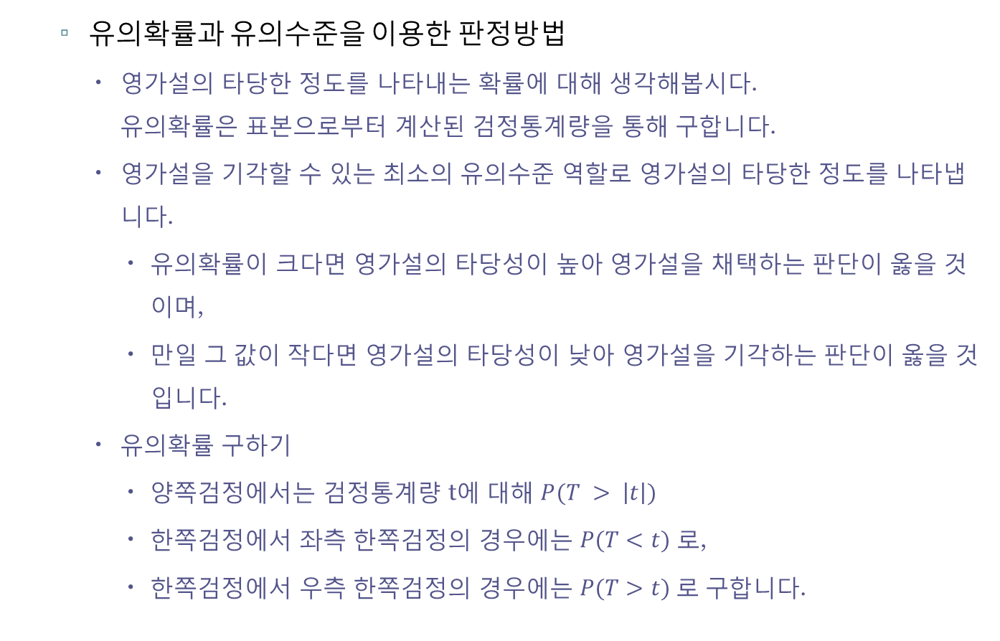 ▫ 유의확률과 유의수준을 이용한 판정방법
• 영가설의 타당한 정도를 나타내는 확률에 대해 생각해봅시다.
유의확률은 표본으로부터 계산된 검정통계량을 통해 구합니다.
• 영가설을 기각할 수 있는 최소의 유의수준 역할로 영가설의 타당한 정도를 나타냅
니다.
• 유의확률이 크다면 영가설의 타당성이 높아 영가설을 채택하는 판단이 옳을 것
이며,
• 만일 그 값이 작다면 영가설의 타당성이 낮아 영가설을 기각하는 판단이 옳을 것
입니다.
• 유의확률 구하기
• 양쪽검정에서는 검정통계량 t에 대해 P(T > |t|)
• 한쪽검정에서 좌측 한쪽검정의 경우에는 P(T < t) 로,
• 한쪽검정에서 우측 한쪽검정의 경우에는 P(T > t) 로 구합니다.